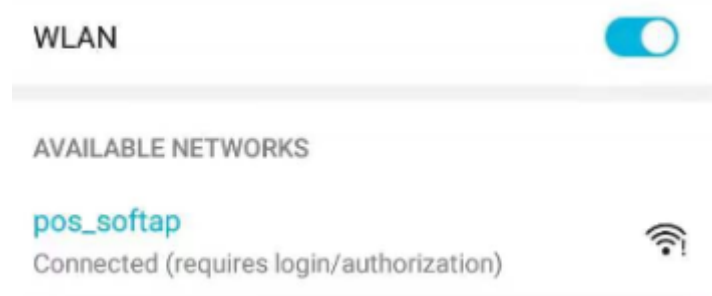 WLAN
AVAILABLE NETWORKS
pos_softap
Connected (requires login/authorization)